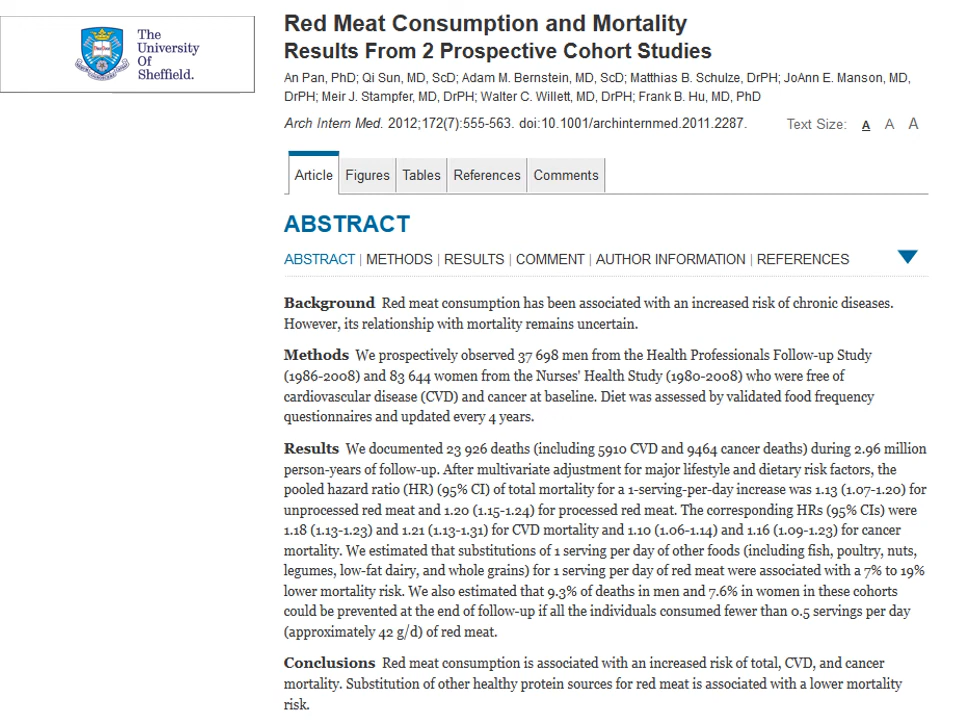 The
University
Of
Sheffield.
Red Meat Consumption and Mortality
Results From 2 Prospective Cohort Studies
An Pan, PhD; Qi Sun, MD, ScD; Adam M. Bernstein, MD, ScD; Matthias B. Schulze, DrPH; JoAnn E. Manson, MD,
DrPH; Meir J. Stampfer, MD, DrPH; Walter C. Willett, MD, DrPH; Frank B. Hu, MD, PhD
Arch Intern Med. 2012;172(7):555-563. doi:10.1001/archinternmed.2011.2287.
Text Size: A A A
Article Figures Tables References Comments
ABSTRACT
ABSTRACT | METHODS | RESULTS | COMMENT | AUTHOR INFORMATION | REFERENCES
Background Red meat consumption has been associated with an increased risk of chronic diseases.
However, its relationship with mortality remains uncertain.
Methods We prospectively observed 37 698 men from the Health Professionals Follow-up Study
(1986-2008) and 83 644 women from the Nurses' Health Study (1980-2008) who were free of
cardiovascular disease (CVD) and cancer at baseline. Diet was assessed by validated food frequency
questionnaires and updated every 4 years.
Results We documented 23 926 deaths (including 5910 CVD and 9464 cancer deaths) during 2.96 million
person-years of follow-up. After multivariate adjustment for major lifestyle and dietary risk factors, the
pooled hazard ratio (HR) (95% CI) of total mortality for a 1-serving-per-day increase was 1.13 (1.07-1.20) for
unprocessed red meat and 1.20 (1.15-1.24) for processed red meat. The corresponding HRs (95% CIs) were
1.18 (1.13-1.23) and 1.21 (1.13-1.31) for CVD mortality and 1.10 (1.06-1.14) and 1.16 (1.09-1.23) for cancer
mortality. We estimated that substitutions of 1 serving per day of other foods (including fish, poultry, nuts,
legumes, low-fat dairy, and whole grains) for 1 serving per day of red meat were associated with a 7% to 19%
lower mortality risk. We also estimated that 9.3% of deaths in men and 7.6% in women in these cohorts
could be prevented at the end of follow-up if all the individuals consumed fewer than 0.5 servings per day
(approximately 42 g/d) of red meat.
Conclusions Red meat consumption is associated with an increased risk of total, CVD, and cancer
mortality. Substitution of other healthy protein sources for red meat is associated with a lower mortality
risk.